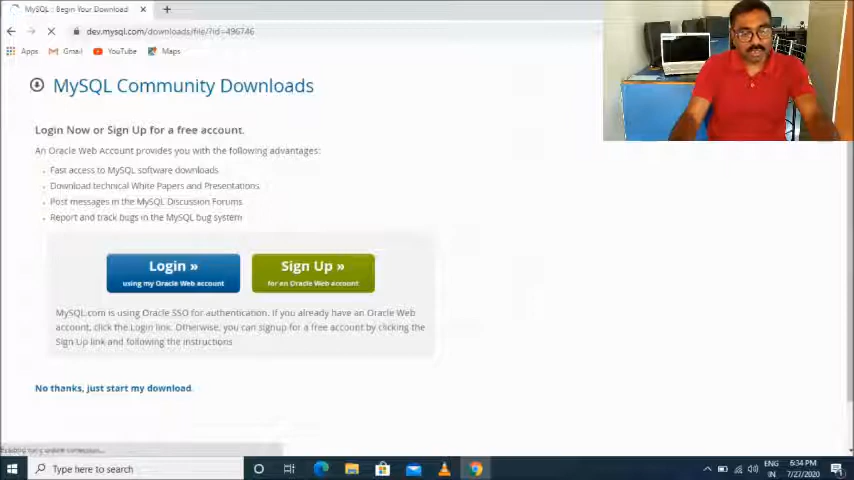 MySQL :: Begin Your Download
dev.mysql.com/downloads/file/?id=496746
Apps Gmail YouTube Maps
MySQL Community Downloads
Login Now or Sign Up for a free account.
An Oracle Web Account provides you with the following advantages:
Fast access to MySQL software downloads
Download technical White Papers and Presentations
Post messages in the MySQL Discussion Forums
Report and track bugs in the MySQL bug system
Login » Sign Up »
using my Oracle Web account for an Oracle Web account
MySQL.com is using Oracle SSO for authentication. If you already have an Oracle Web
account, click the Login link. Otherwise, you can signup for a free account by clicking the
Sign Up link and following the instructions
No thanks, just start my download.
Type here to search
ENG 6:34 PM
IN 7/27/2020